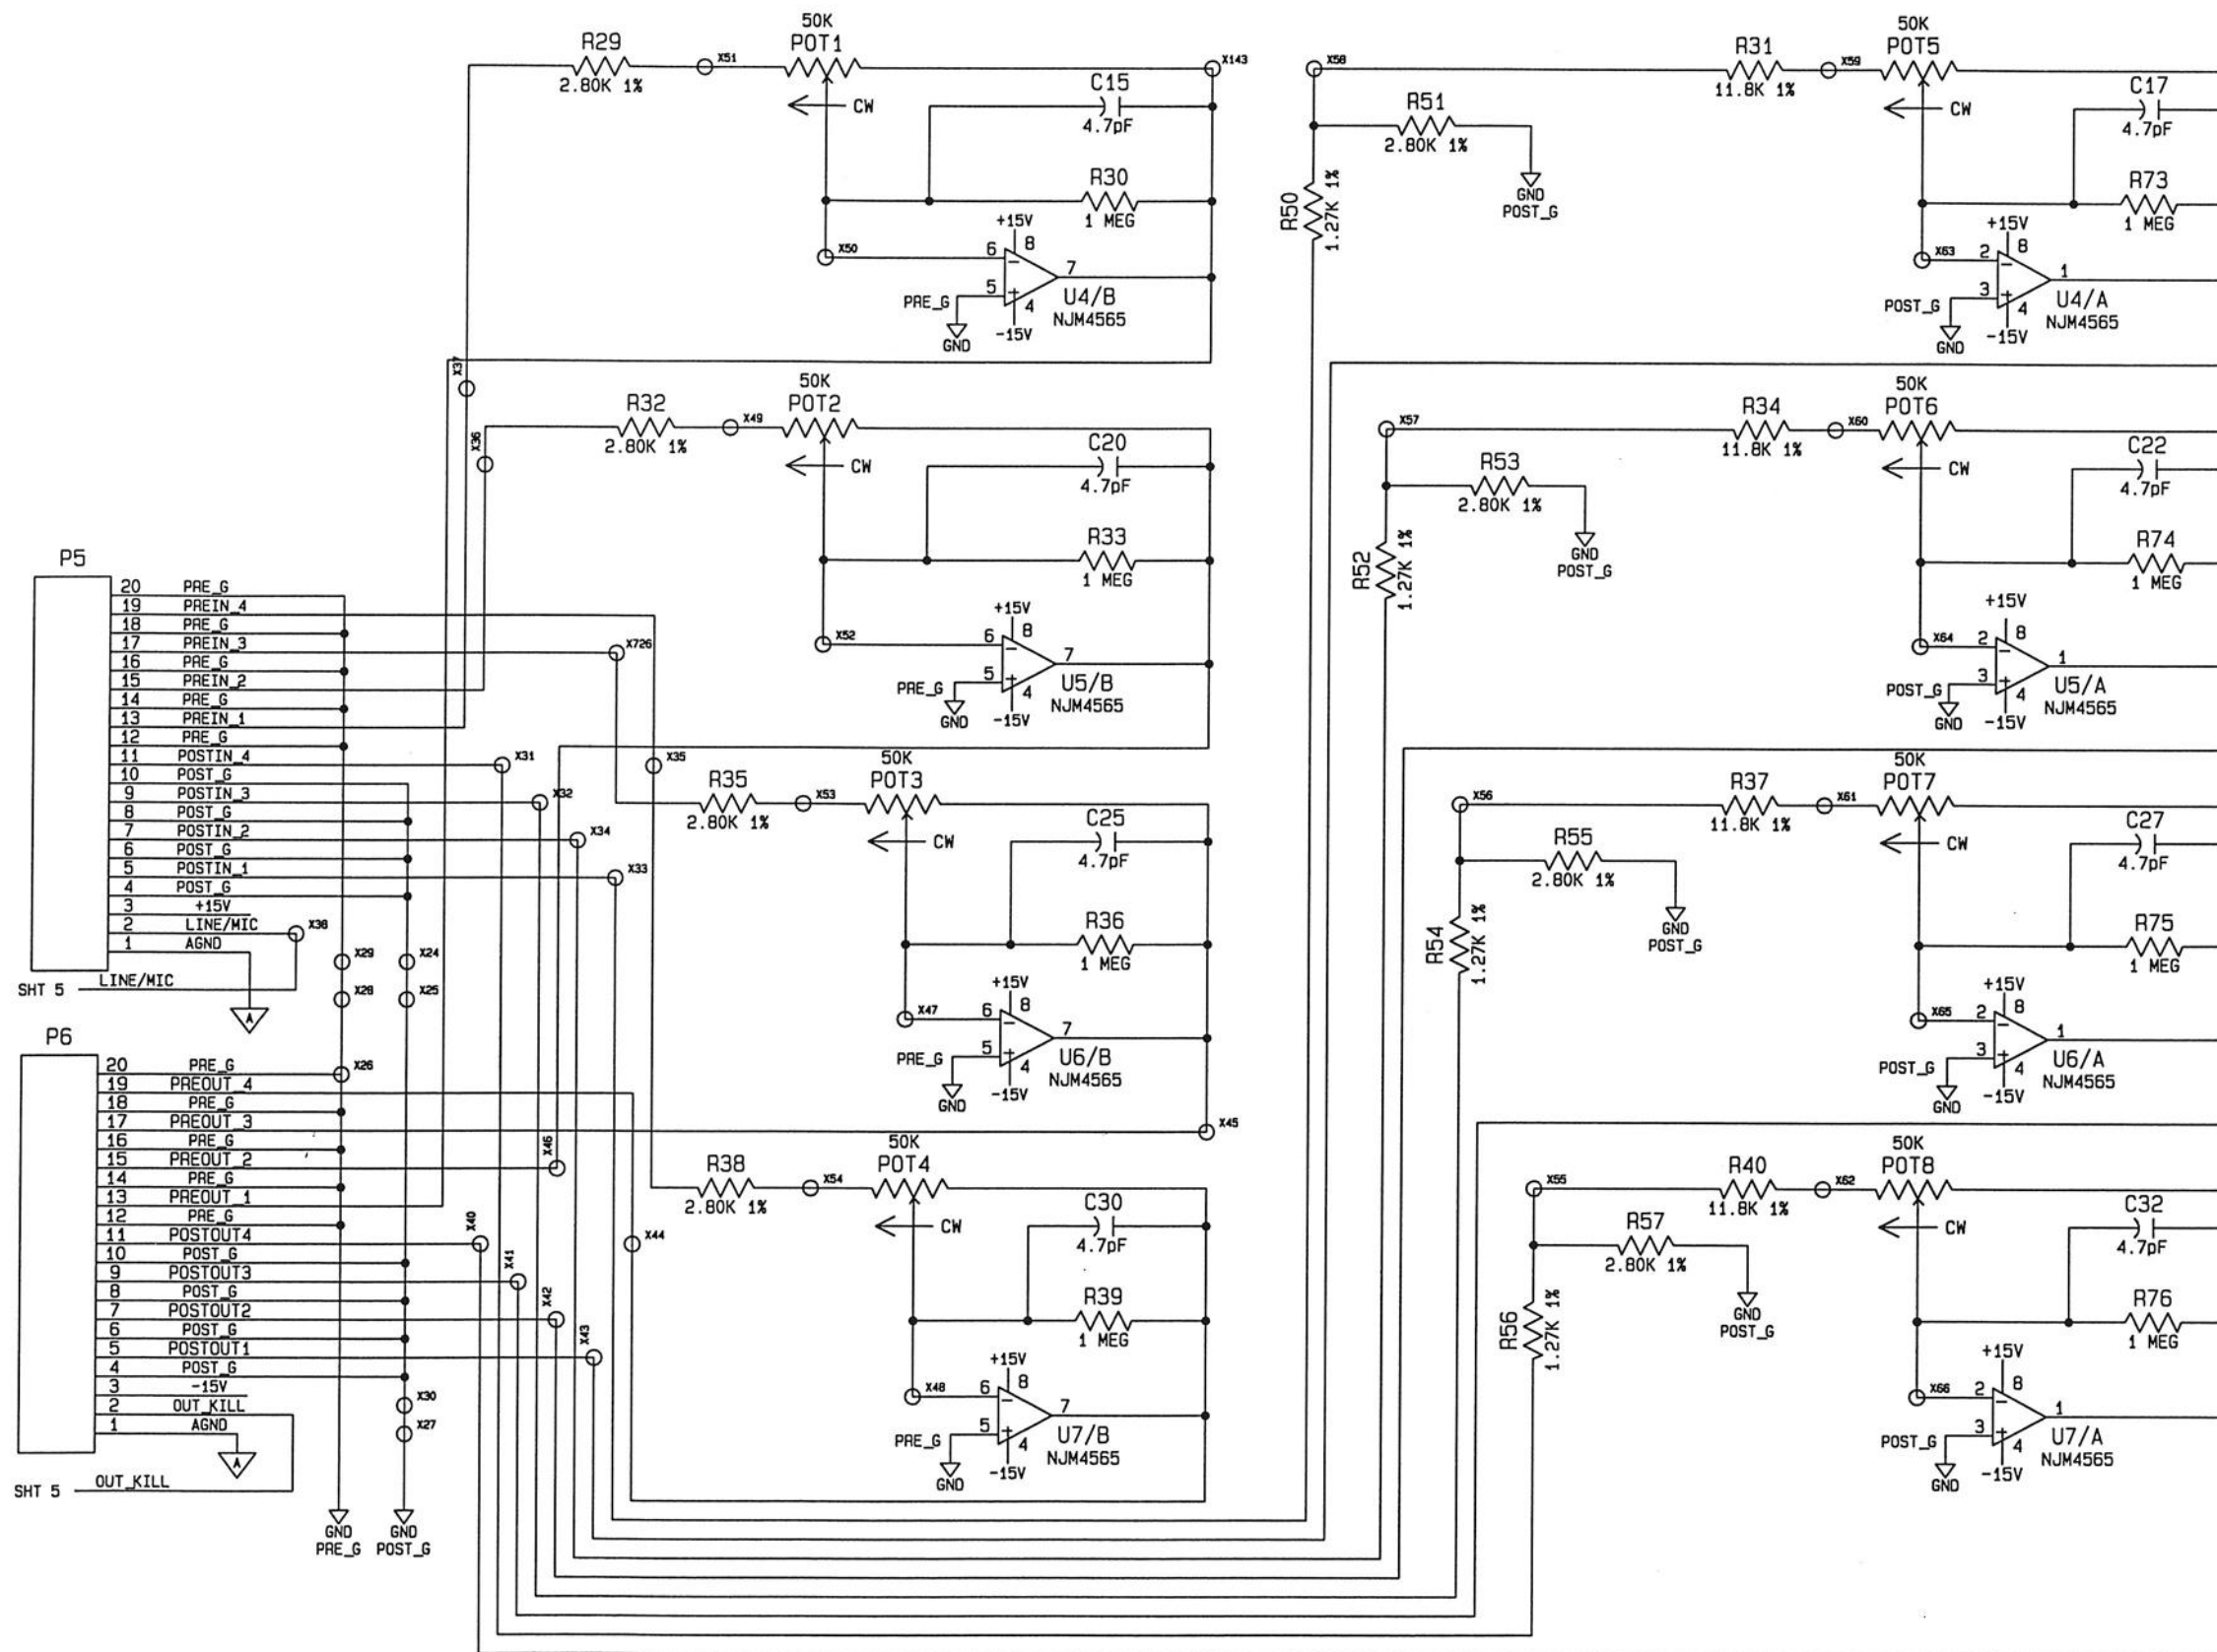 50K
POT1
R29
2.80K 1%
X51
X143
C15
4.7pF
CW
R30
1 MEG
X50
+15V
6
8
7
5
4
PRE_G
GND
-15V
U4/B
NJM4565
X58
R51
2.80K 1%
GND
POST_G
R50
1.27K 1%
R31
11.8K 1%
X59
50K
POT5
CW
C17
4.7pF
R73
1 MEG
X63
+15V
2
8
1
3
4
POST_G
GND
-15V
U4/A
NJM4565
X37
X36
R32
2.80K 1%
X49
50K
POT2
CW
C20
4.7pF
R33
1 MEG
X52
+15V
6
8
7
5
4
PRE_G
GND
-15V
U5/B
NJM4565
X57
R53
2.80K 1%
GND
POST_G
R52
1.27K 1%
R34
11.8K 1%
X60
50K
POT6
CW
C22
4.7pF
R74
1 MEG
X64
+15V
2
8
1
3
4
POST_G
GND
-15V
U5/A
NJM4565
P5
20 PRE_G
19 PREIN_4
18 PRE_G
17 PREIN_3
16 PRE_G
15 PREIN_2
14 PRE_G
13 PREIN_1
12 PRE_G
11 POSTIN_4
10 POST_G
9 POSTIN_3
8 POST_G
7 POSTIN_2
6 POST_G
5 POSTIN_1
4 POST_G
3 +15V
2 LINE/MIC
1 AGND
SHT 5 LINE/MIC
A
X38
X29
X28
X24
X25
X726
X31
X32
X34
X33
X35
R35
2.80K 1%
X53
50K
POT3
CW
C25
4.7pF
R36
1 MEG
X47
+15V
6
8
7
5
4
PRE_G
GND
-15V
U6/B
NJM4565
X45
X56
R55
2.80K 1%
GND
POST_G
R54
1.27K 1%
R37
11.8K 1%
X61
50K
POT7
CW
C27
4.7pF
R75
1 MEG
X65
+15V
2
8
1
3
4
POST_G
GND
-15V
U6/A
NJM4565
P6
20 PRE_G
19 PREOUT_4
18 PRE_G
17 PREOUT_3
16 PRE_G
15 PREOUT_2
14 PRE_G
13 PREOUT_1
12 PRE_G
11 POSTOUT4
10 POST_G
9 POSTOUT3
8 POST_G
7 POSTOUT2
6 POST_G
5 POSTOUT1
4 POST_G
3 -15V
2 OUT_KILL
1 AGND
SHT 5 OUT_KILL
A
X26
X30
X27
GND
PRE_G
GND
POST_G
X40
X41
X46
X42
X43
X44
R38
2.80K 1%
X54
50K
POT4
CW
C30
4.7pF
R39
1 MEG
X48
+15V
6
8
7
5
4
PRE_G
GND
-15V
U7/B
NJM4565
X55
R57
2.80K 1%
GND
POST_G
R56
1.27K 1%
R40
11.8K 1%
X62
50K
POT8
CW
C32
4.7pF
R76
1 MEG
X66
+15V
2
8
1
3
4
POST_G
GND
-15V
U7/A
NJM4565